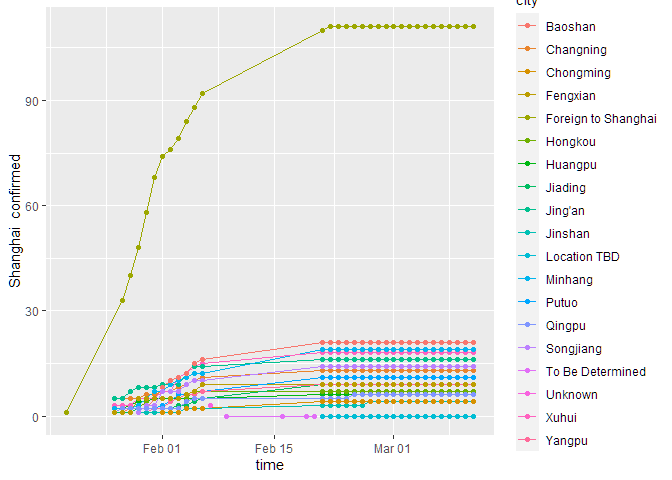 city
Baoshan
Changning
Chongming
Fengxian
Foreign to Shanghai
Hongkou
Huangpu
Jiading
Jing'an
Jinshan
Location TBD
Minhang
Putuo
Qingpu
Songjiang
To Be Determined
Unknown
Xuhui
Yangpu
Shanghai confirmed
90
60
30
0
Feb 01
Feb 15
Mar 01
time